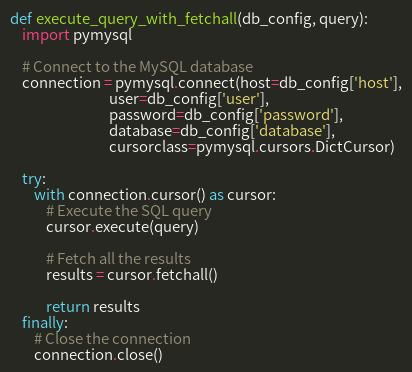 def execute_query_with_fetchall(db_config, query):
    import pymysql

    # Connect to the MySQL database
    connection = pymysql.connect(host=db_config['host'],
                                 user=db_config['user'],
                                 password=db_config['password'],
                                 database=db_config['database'],
                                 cursorclass=pymysql.cursors.DictCursor)

    try:
        with connection.cursor() as cursor:
            # Execute the SQL query
            cursor.execute(query)

            # Fetch all the results
            results = cursor.fetchall()

            return results
    finally:
        # Close the connection
        connection.close()